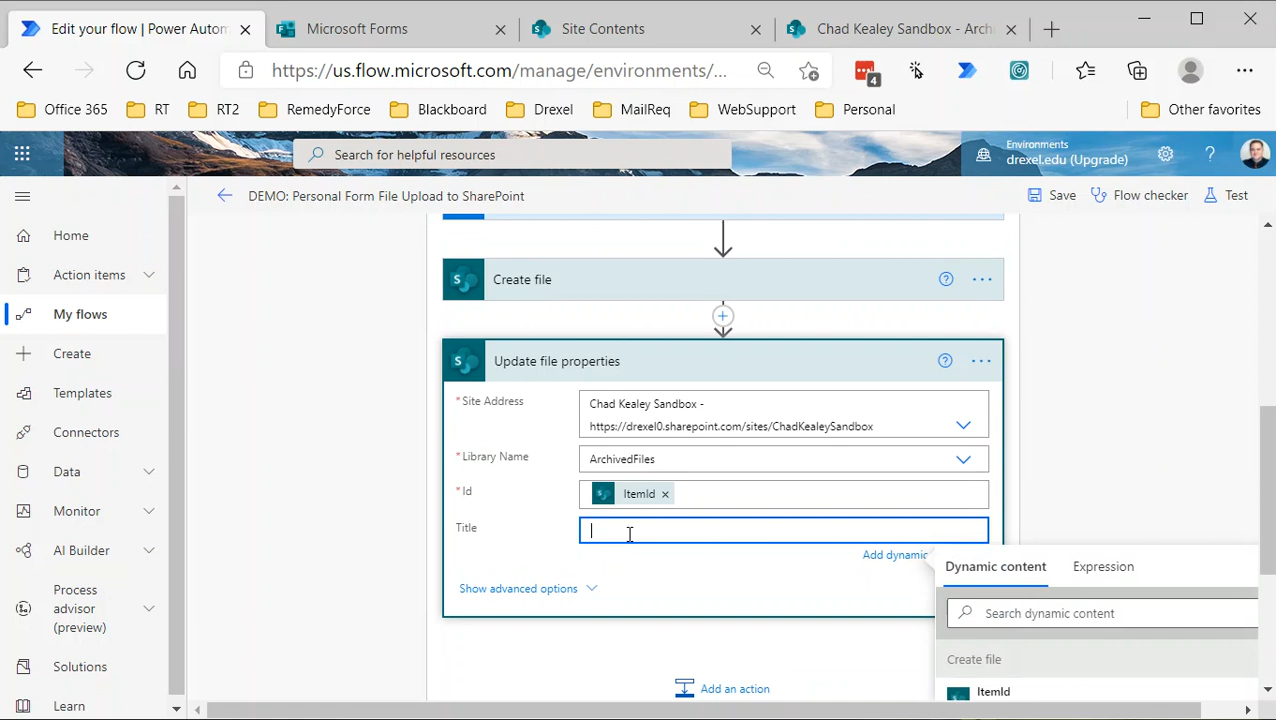 Edit your flow | Power Autom
Microsoft Forms
Site Contents
Chad Kealey Sandbox - Archi
https://us.flow.microsoft.com/manage/environments/...
4
Office 365
RT
RT2
RemedyForce
Blackboard
Drexel
MailReq
WebSupport
Personal
Other favorites
Search for helpful resources
Environments
drexel.edu (Upgrade)
DEMO: Personal Form File Upload to SharePoint
Save
Flow checker
Test
Home
Action items
My flows
Create
Templates
Connectors
Data
Monitor
AI Builder
Process
advisor
(preview)
Solutions
Learn
Create file
Update file properties
*Site Address
Chad Kealey Sandbox -
https://drexel0.sharepoint.com/sites/ChadKealeySandbox
*Library Name
ArchivedFiles
*Id
ItemId
Title
Add dynamic
Show advanced options
Dynamic content
Expression
Search dynamic content
Create file
ItemId
Add an action